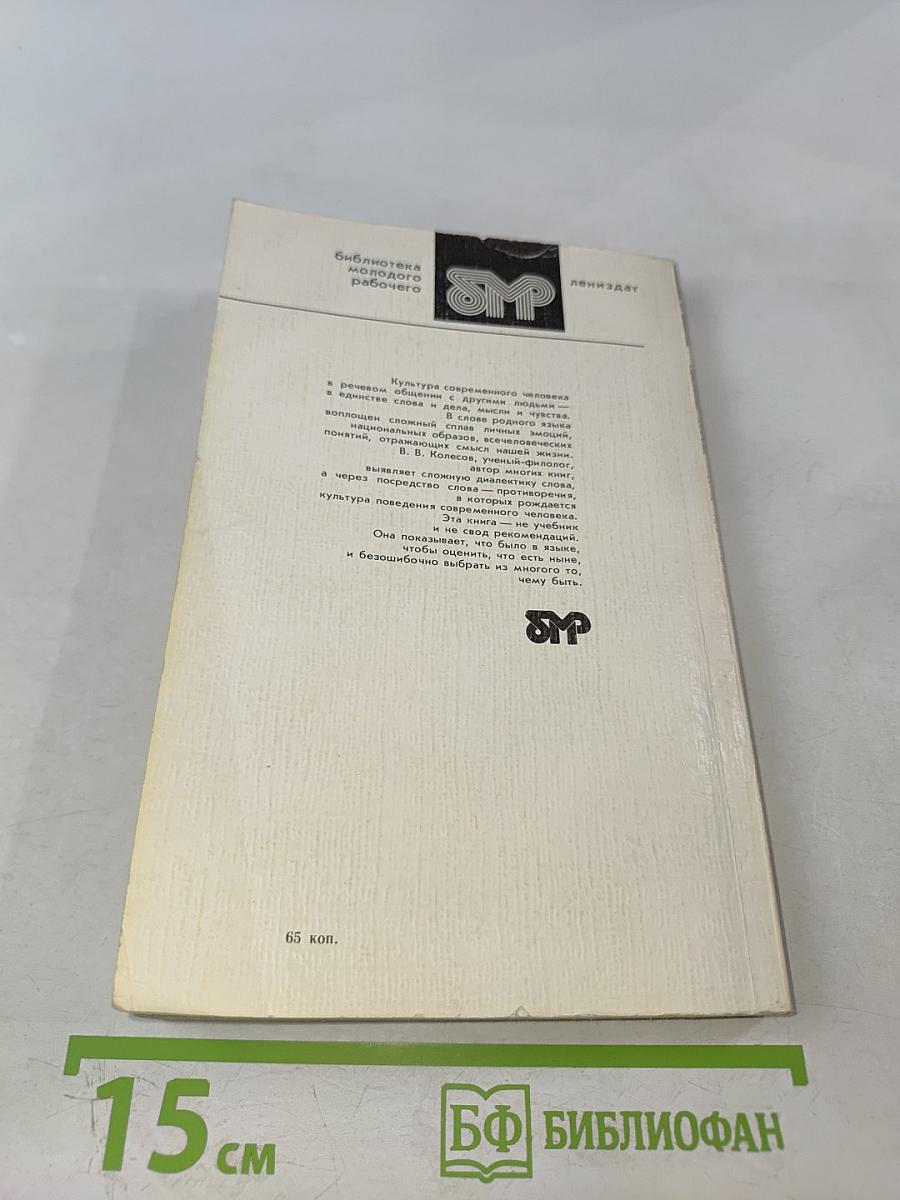 библиотека
молодого
рабочего
БМР
лениздат
Культура современного человека
в речевом общении с другими людьми —
в единстве слова и дела, мысли и чувства.
В слове родного языка
воплощен сложный сплав личных эмоций,
национальных образов, всечеловеческих
понятий, отражающих смысл нашей жизни.
В. В. Колесов, ученый-филолог,
автор многих книг,
выявляет сложную диалектику слова,
а через посредство слова — противоречия,
в которых рождается
культура поведения современного человека.
Эта книга — не учебник
и не свод рекомендаций.
Она показывает, что было в языке,
чтобы оценить, что есть ныне,
и безошибочно выбрать из многого то,
чему быть.
БМР
65 коп.
15 см
БФ БИБЛИОФАН